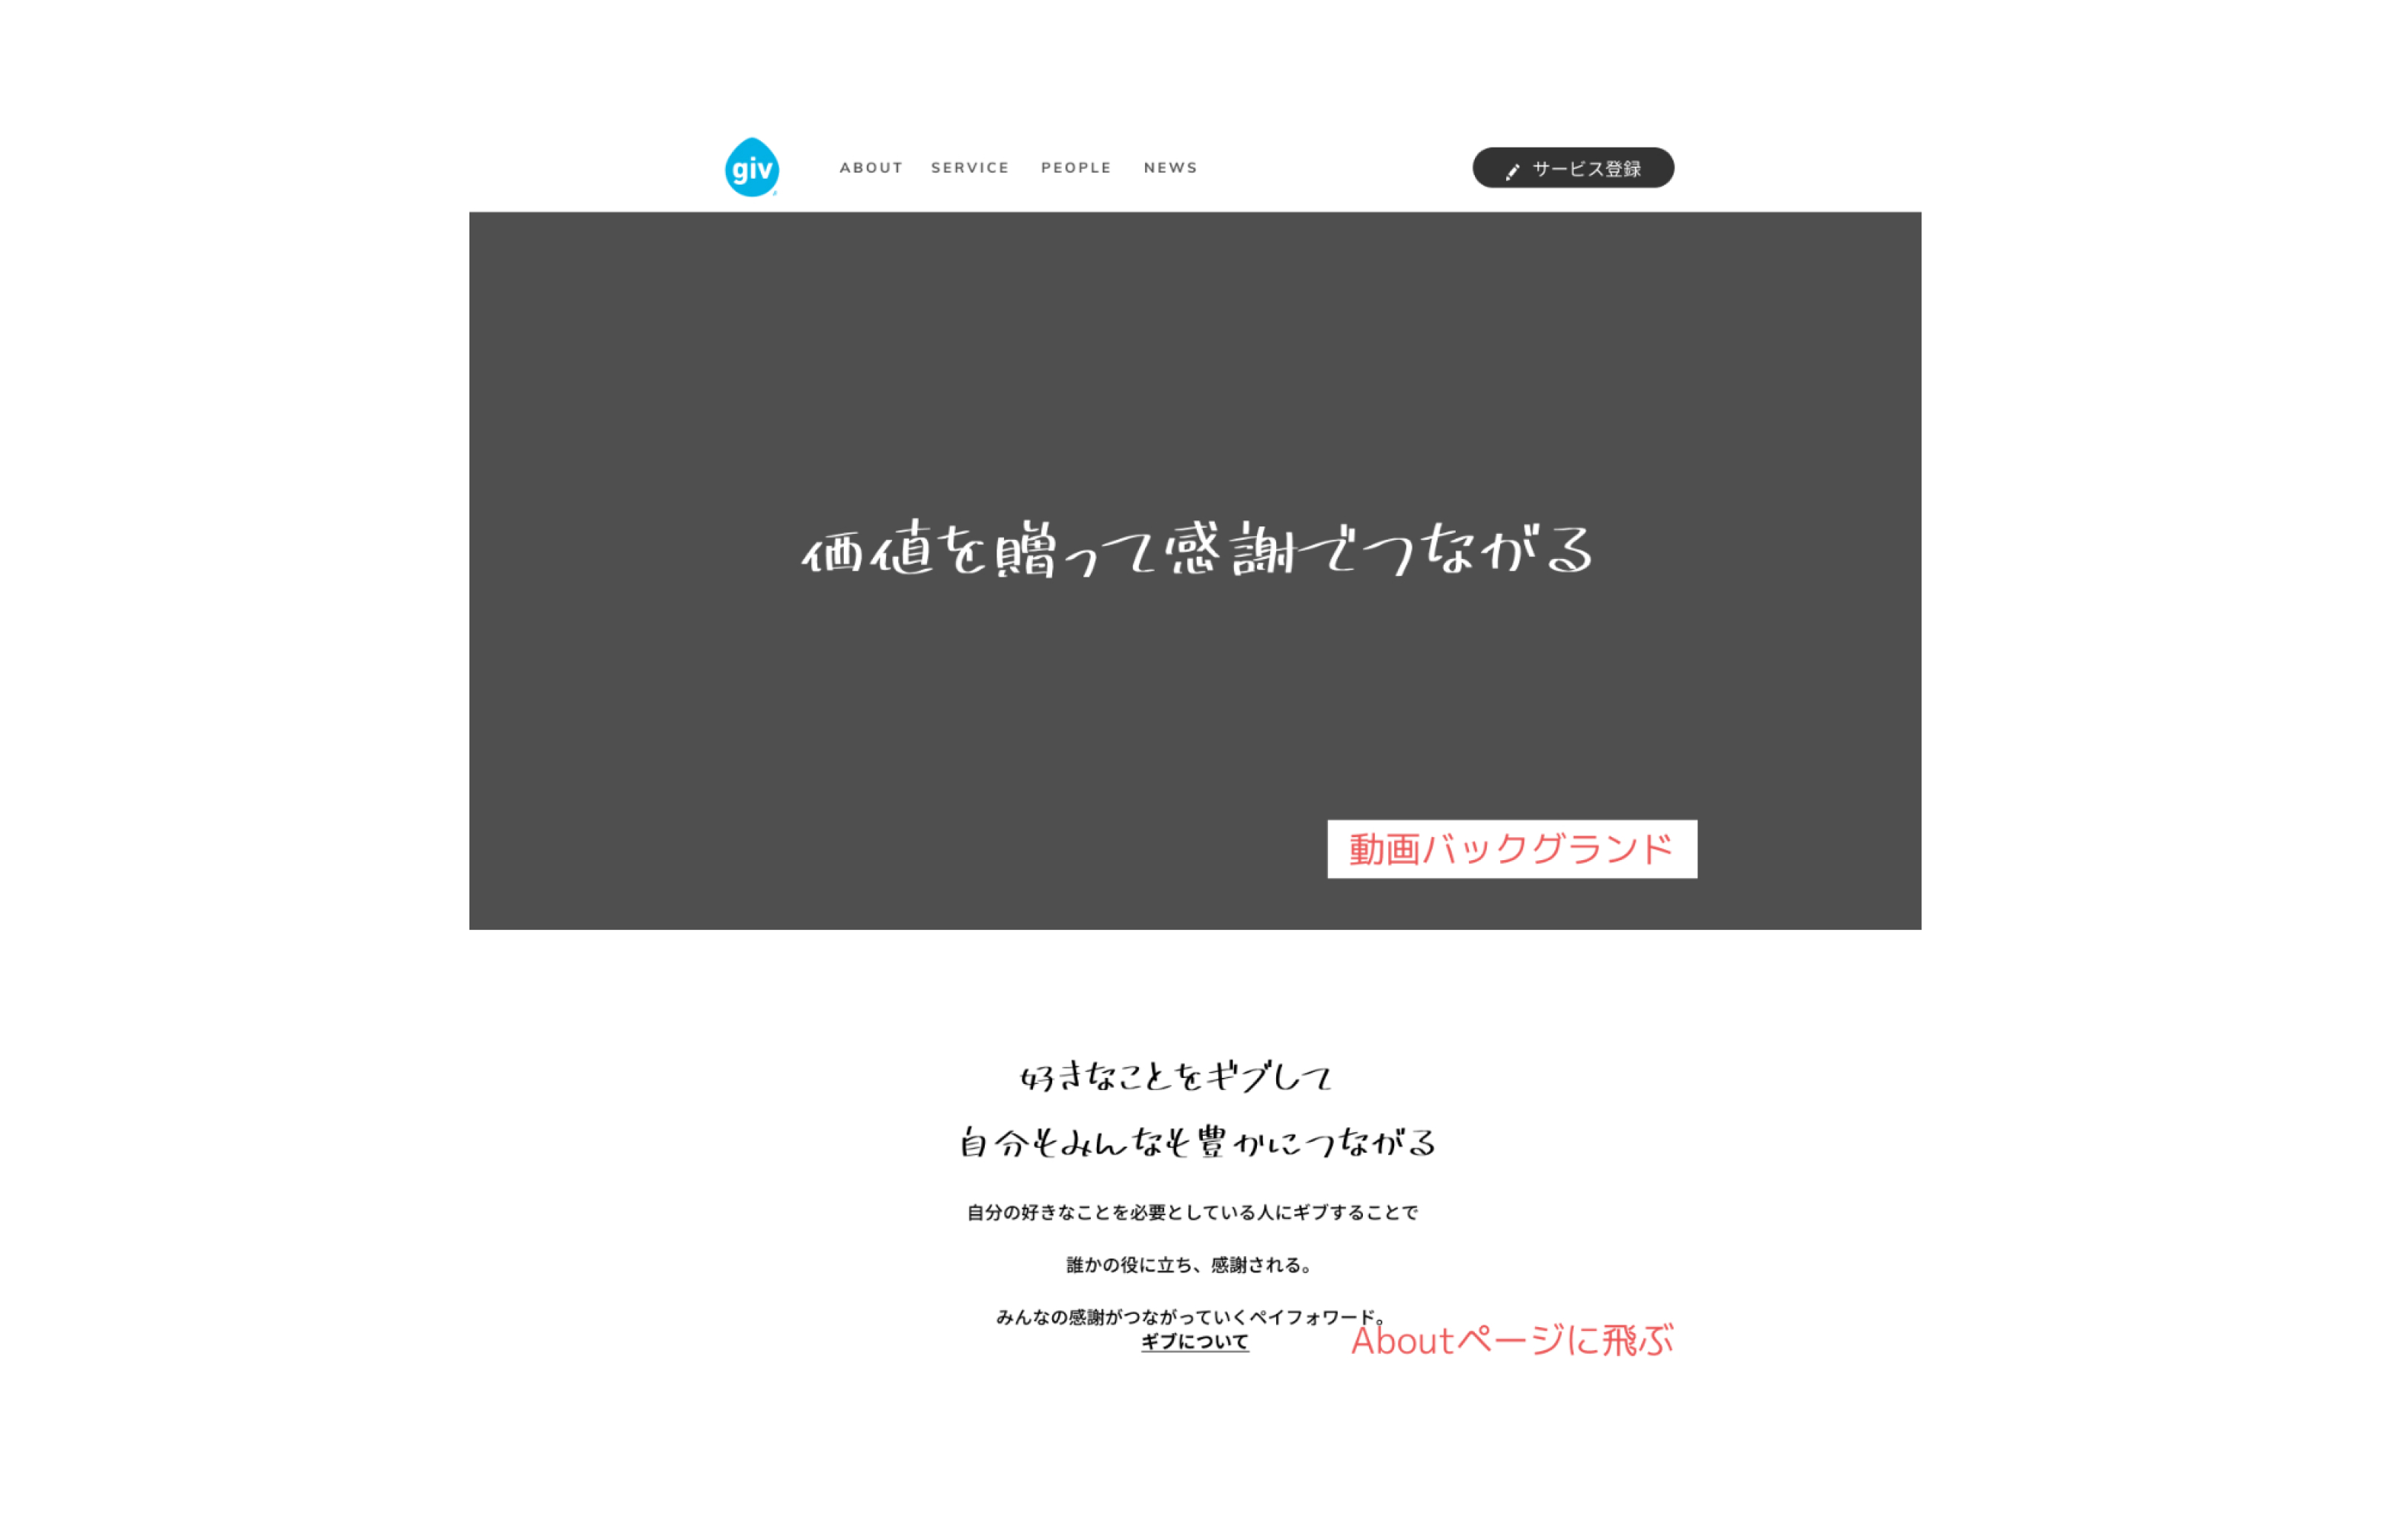 giv
ABOUT SERVICE PEOPLE NEWS
サービス登録
価値を贈って感謝でつながる
動画バックグランド
好きなことをギブして
自分もみんなも豊かにつながる
自分の好きなことを必要としている人にギブすることで
誰かの役に立ち、感謝される。
みんなの感謝がつながっていくペイフォワード。
ギブについて
Aboutページに飛ぶ